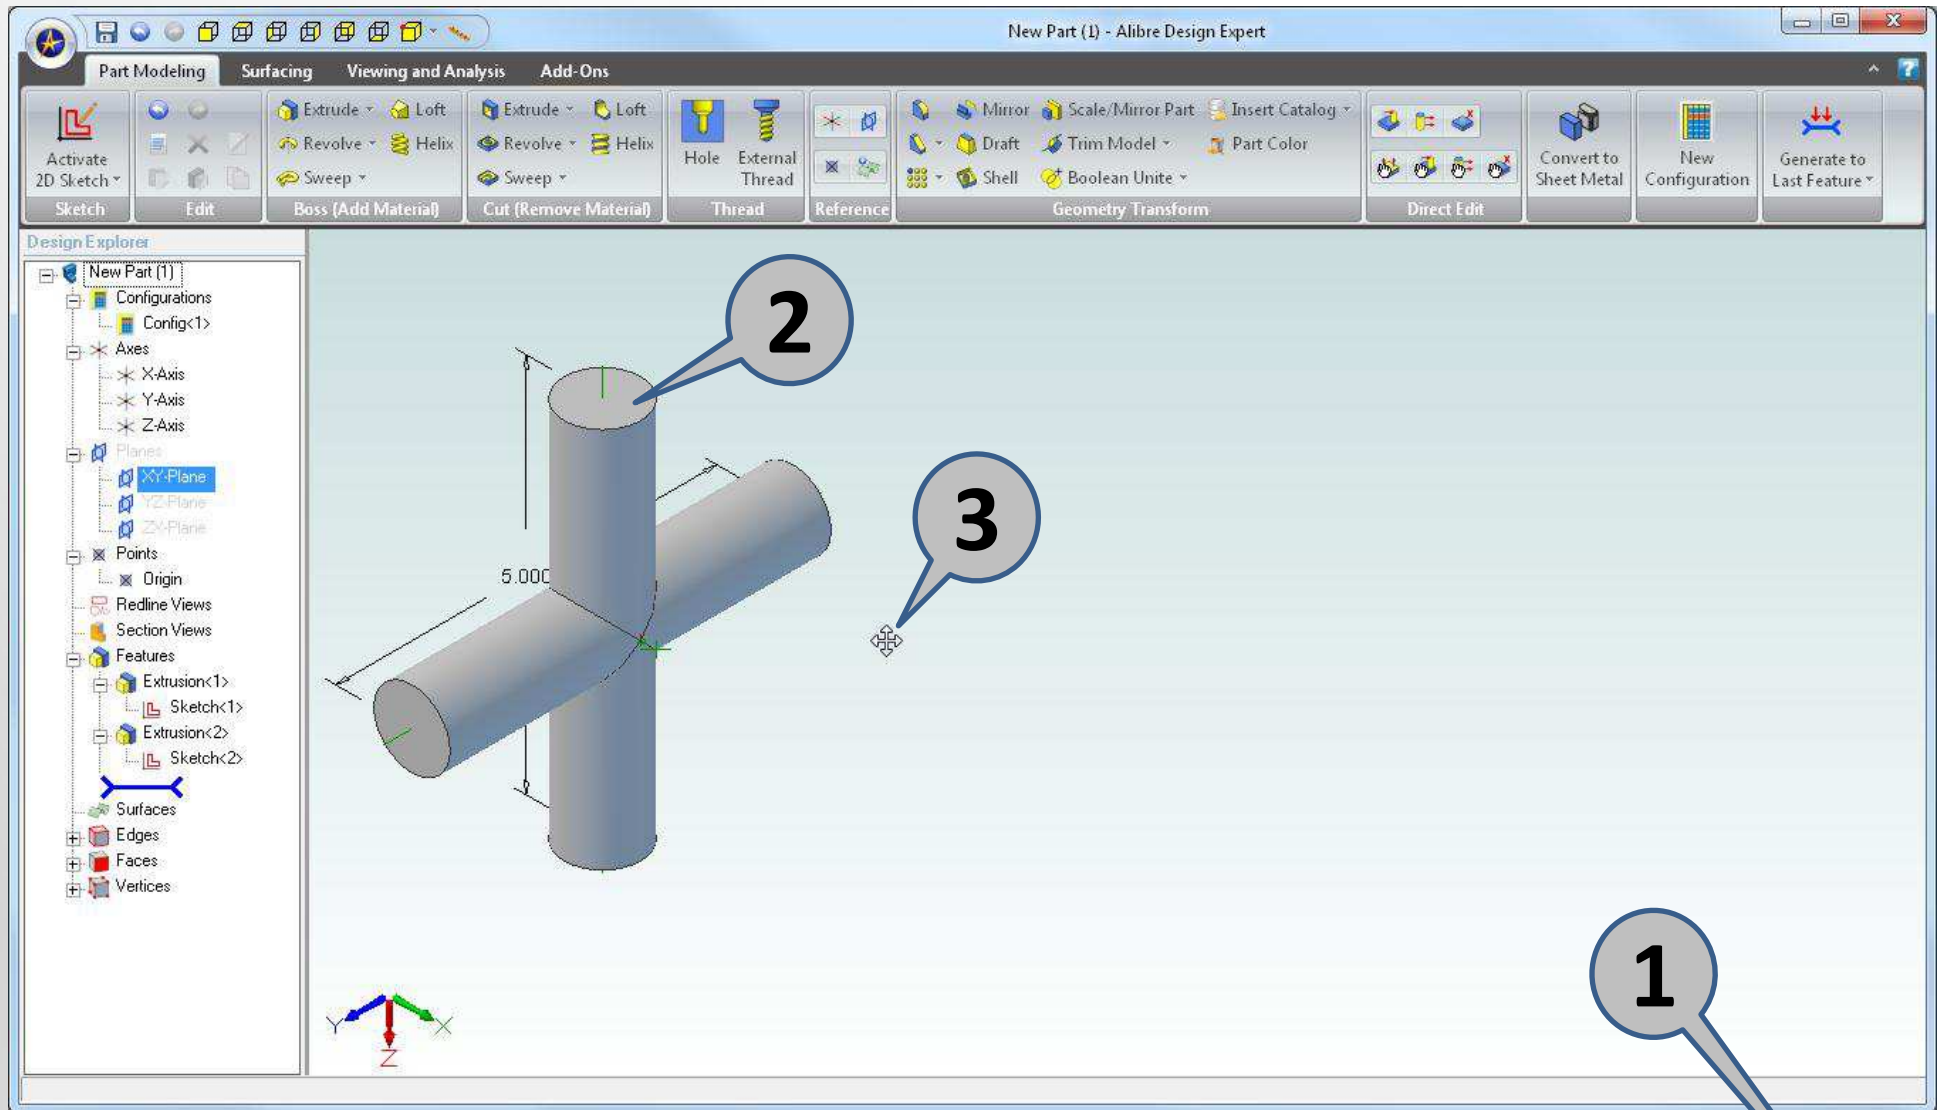 New Part (1) - Alibre Design Expert
Part Modeling Surfacing Viewing and Analysis Add-Ons
Extrude Loft Extrude Loft Mirror Scale/Mirror Part Insert Catalog
Revolve Helix Revolve Helix Draft Trim Model Part Color
Sweep Sweep Shell Boolean Unite
Activate
2D Sketch
Hole
External
Thread
Convert to
Sheet Metal
New
Configuration
Generate to
Last Feature
Sketch Edit Boss (Add Material) Cut (Remove Material) Thread Reference Geometry Transform Direct Edit
Design Explorer
New Part (1)
Configurations
Config<1>
Axes
X-Axis
Y-Axis
Z-Axis
Planes
XY-Plane
YZ-Plane
ZX-Plane
Points
Origin
Redline Views
Section Views
Features
Extrusion<1>
Sketch<1>
Extrusion<2>
Sketch<2>
Surfaces
Edges
Faces
Vertices
2
3
5.000
Y
X
Z
1